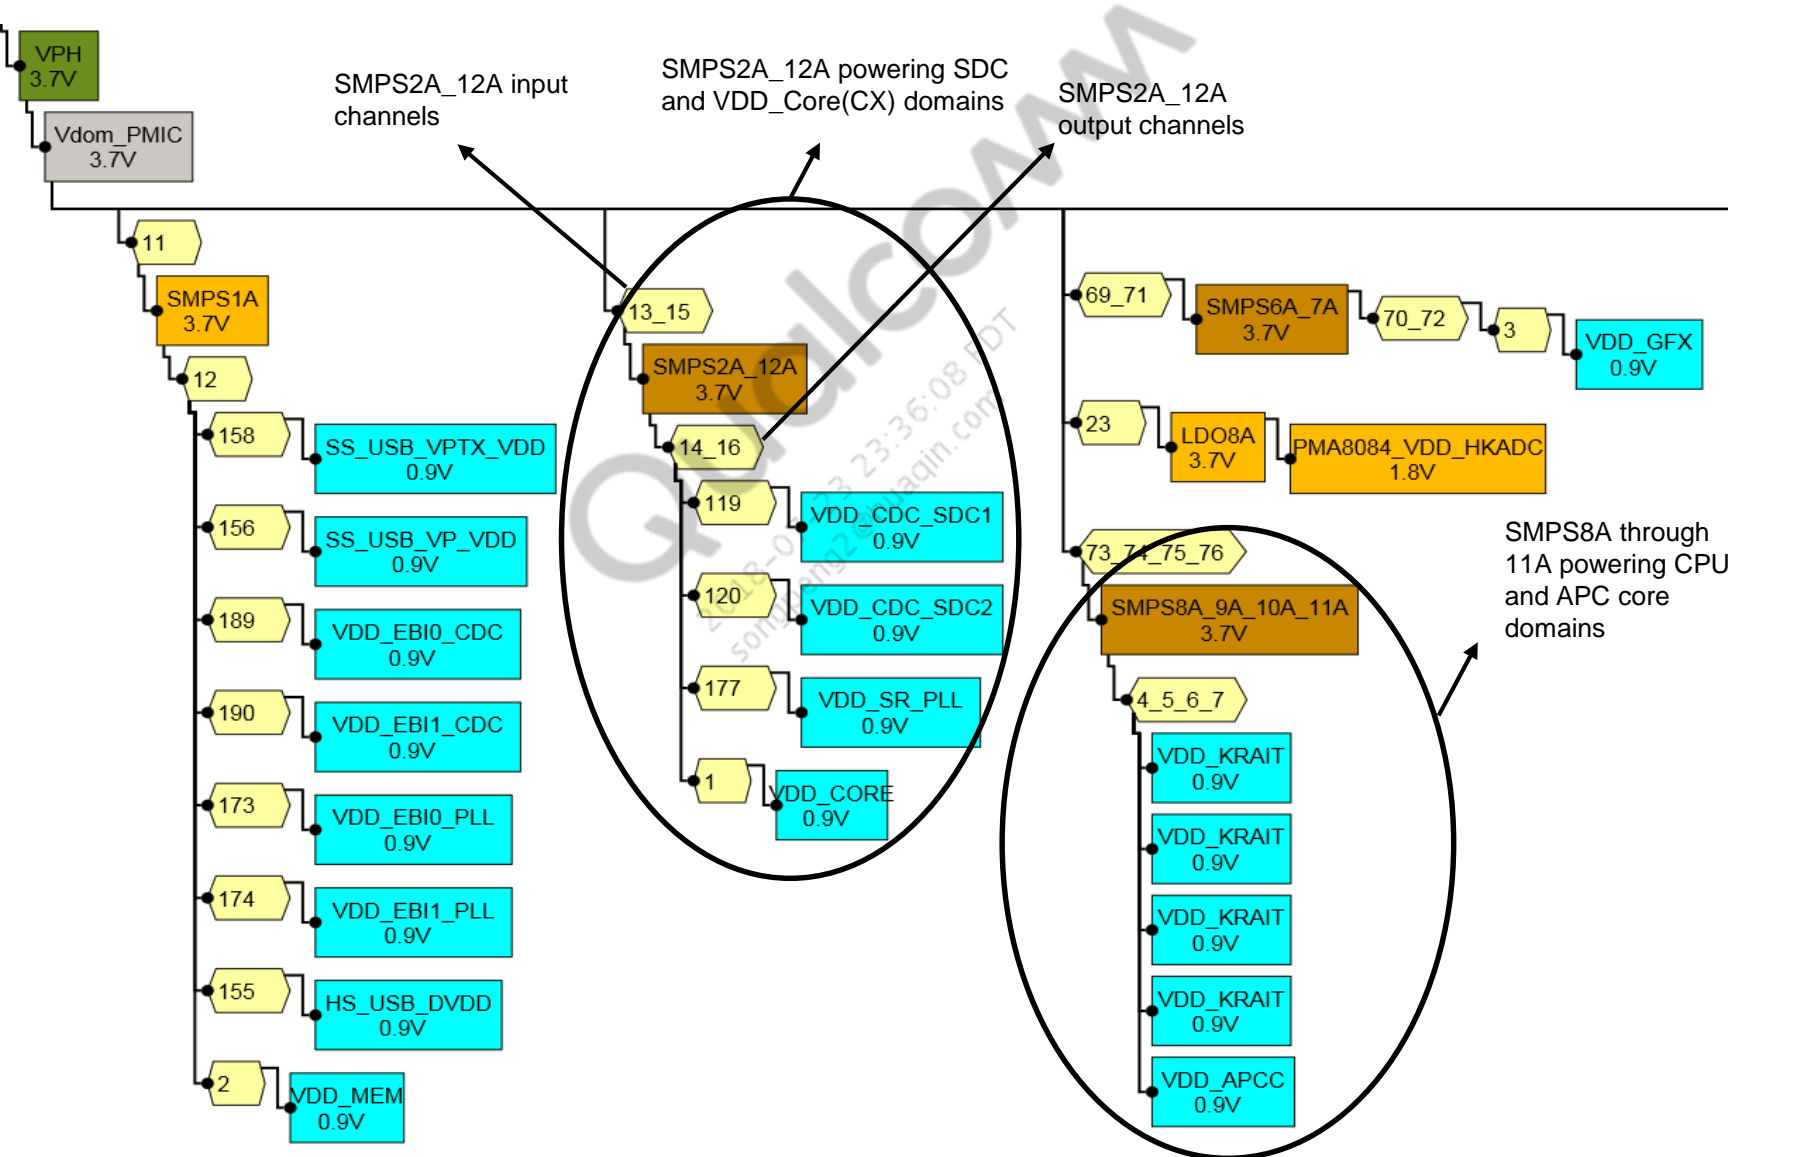 VPH
3.7V
Vdom_PMIC
3.7V
SMPS2A_12A input
channels
SMPS2A_12A powering SDC
and VDD_Core(CX) domains
SMPS2A_12A
output channels
11
SMPS1A
3.7V
12
158
SS_USB_VPTX_VDD
0.9V
156
SS_USB_VP_VDD
0.9V
189
VDD_EBI0_CDC
0.9V
190
VDD_EBI1_CDC
0.9V
173
VDD_EBI0_PLL
0.9V
174
VDD_EBI1_PLL
0.9V
155
HS_USB_DVDD
0.9V
2
VDD_MEM
0.9V
13_15
SMPS2A_12A
3.7V
14_16
119
VDD_CDC_SDC1
0.9V
120
VDD_CDC_SDC2
0.9V
177
VDD_SR_PLL
0.9V
1
VDD_CORE
0.9V
69_71
SMPS6A_7A
3.7V
70_72
3
VDD_GFX
0.9V
23
LDO8A
3.7V
PMA8084_VDD_HKADC
1.8V
73_74_75_76
SMPS8A_9A_10A_11A
3.7V
4_5_6_7
VDD_KRAIT
0.9V
VDD_KRAIT
0.9V
VDD_KRAIT
0.9V
VDD_KRAIT
0.9V
VDD_APCC
0.9V
SMPS8A through
11A powering CPU
and APC core
domains
Qualcomm
23:36:08 PDT